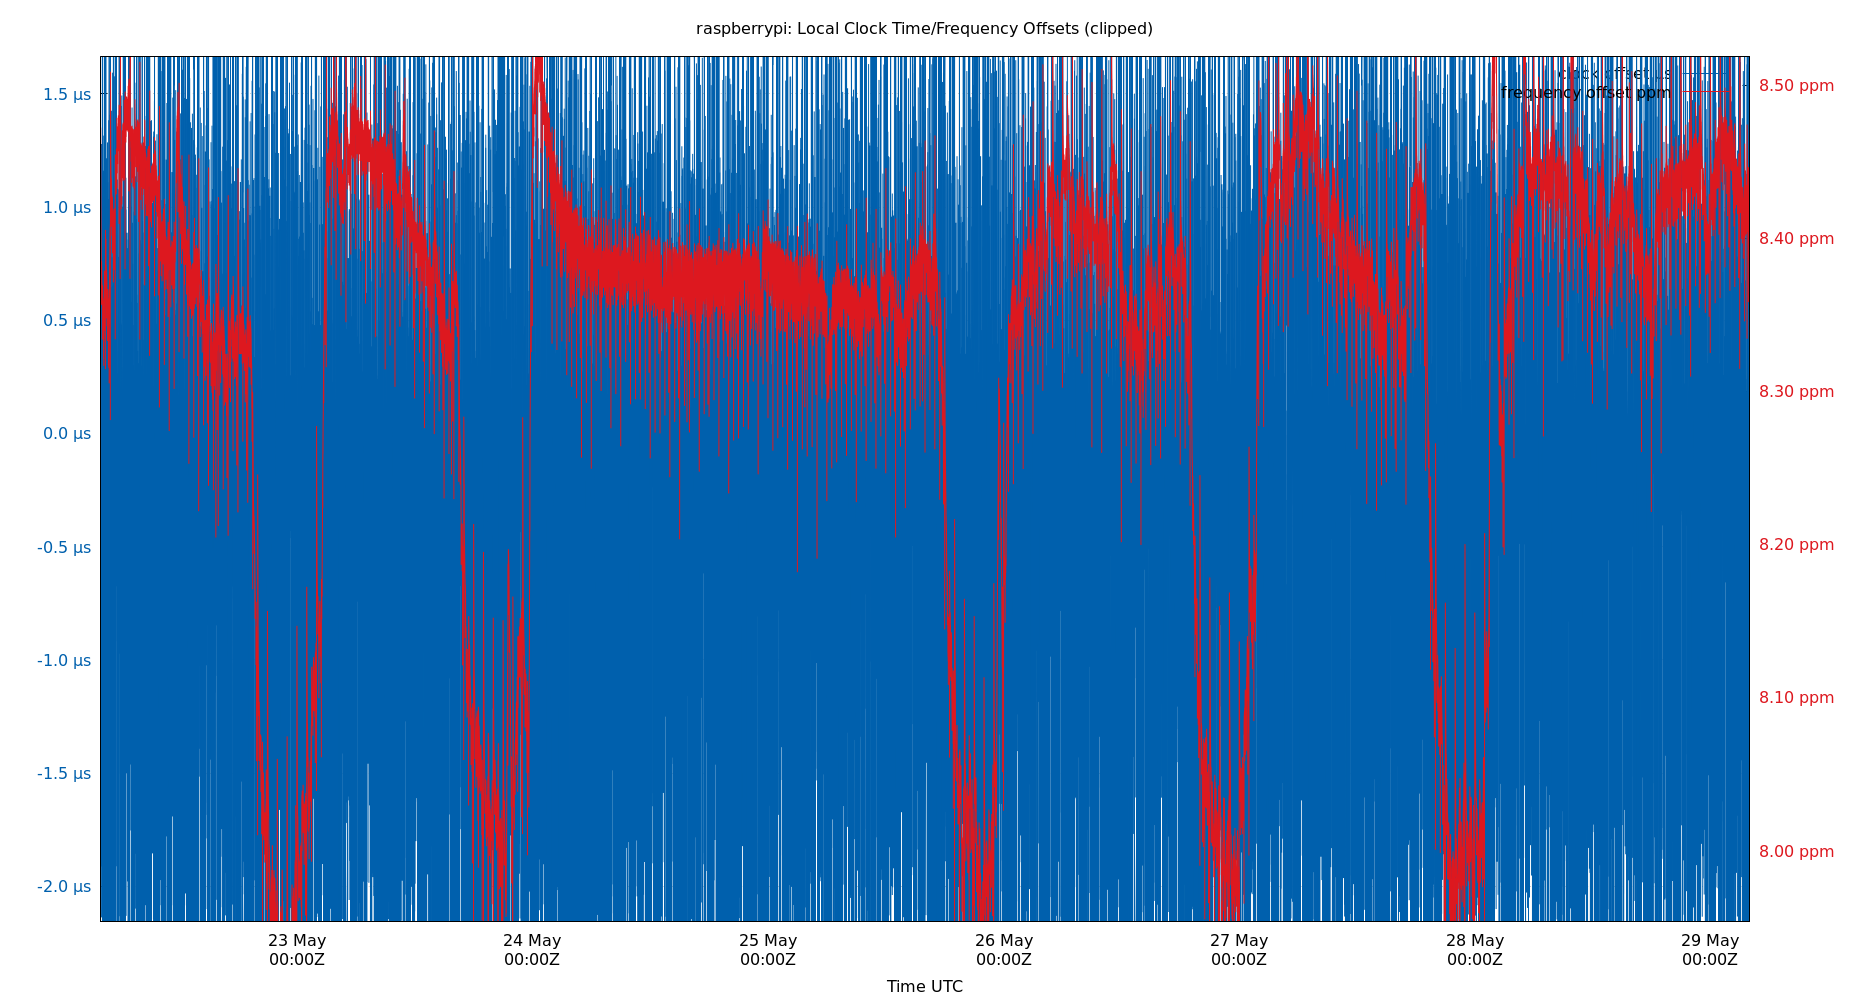 raspberrypi: Local Clock Time/Frequency Offsets (clipped)
clock offset µs
frequency offset ppm
1.5 µs
1.0 µs
0.5 µs
0.0 µs
-0.5 µs
-1.0 µs
-1.5 µs
-2.0 µs
8.50 ppm
8.40 ppm
8.30 ppm
8.20 ppm
8.10 ppm
8.00 ppm
23 May
00:00Z
24 May
00:00Z
25 May
00:00Z
26 May
00:00Z
27 May
00:00Z
28 May
00:00Z
29 May
00:00Z
Time UTC